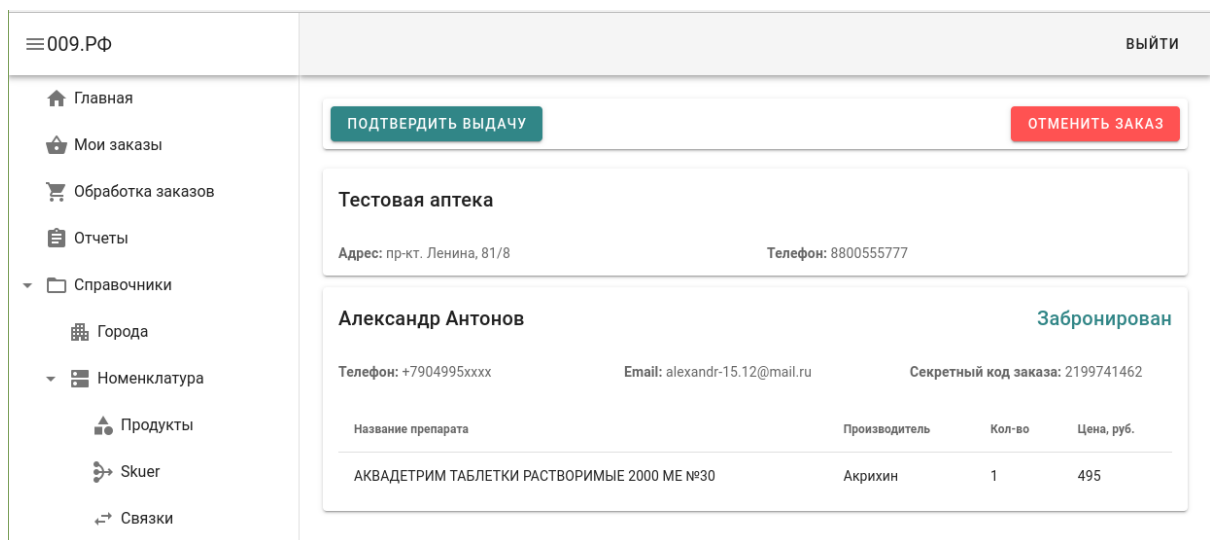 009.РФ
ВЫЙТИ
Главная
Мои заказы
Обработка заказов
Отчеты
Справочники
Города
Номенклатура
Продукты
Skuer
Связки
ПОДТВЕРДИТЬ ВЫДАЧУ ОТМЕНИТЬ ЗАКАЗ
Тестовая аптека
Адрес: пр-кт. Ленина, 81/8 Телефон: 8800555777
Александр Антонов Забронирован
Телефон: +7904995xxxx Email: alexandr-15.12@mail.ru Секретный код заказа: 2199741462
Название препарата Производитель Кол-во Цена, руб.
АКВАДЕТРИМ ТАБЛЕТКИ РАСТВОРИМЫЕ 2000 МЕ №30 Акрихин 1 495